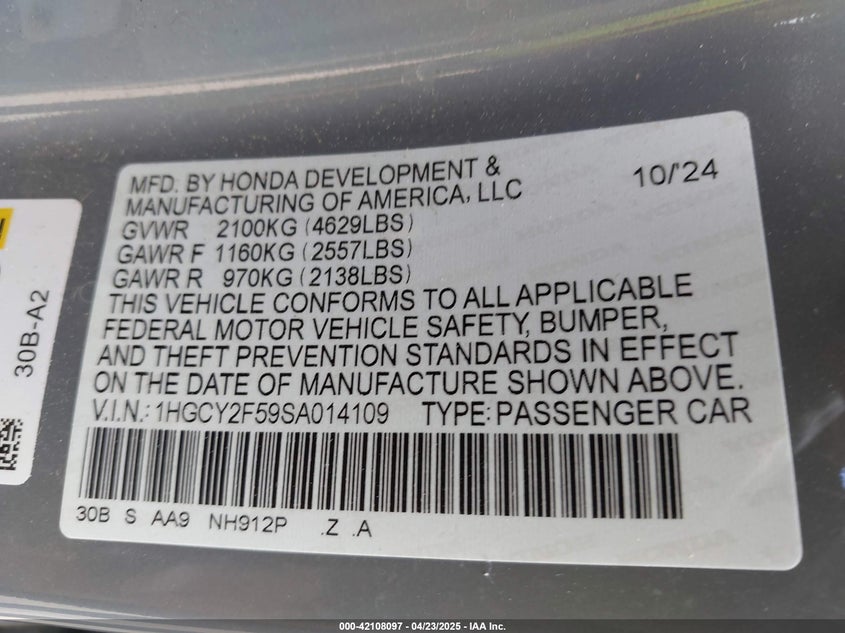 MFD. BY HONDA DEVELOPMENT &
MANUFACTURING OF AMERICA, LLC
10/'24
GVWR 2100KG (4629LBS)
GAWR F 1160KG (2557LBS)
GAWR R 970KG (2138LBS)
THIS VEHICLE CONFORMS TO ALL APPLICABLE
FEDERAL MOTOR VEHICLE SAFETY, BUMPER,
AND THEFT PREVENTION STANDARDS IN EFFECT
ON THE DATE OF MANUFACTURE SHOWN ABOVE.
V.I.N.: 1HGCY2F59SA014109 TYPE: PASSENGER CAR
30B S AA9 NH912P .Z .A
30B-A2
000-42108097 - 04/23/2025 - IAA Inc.